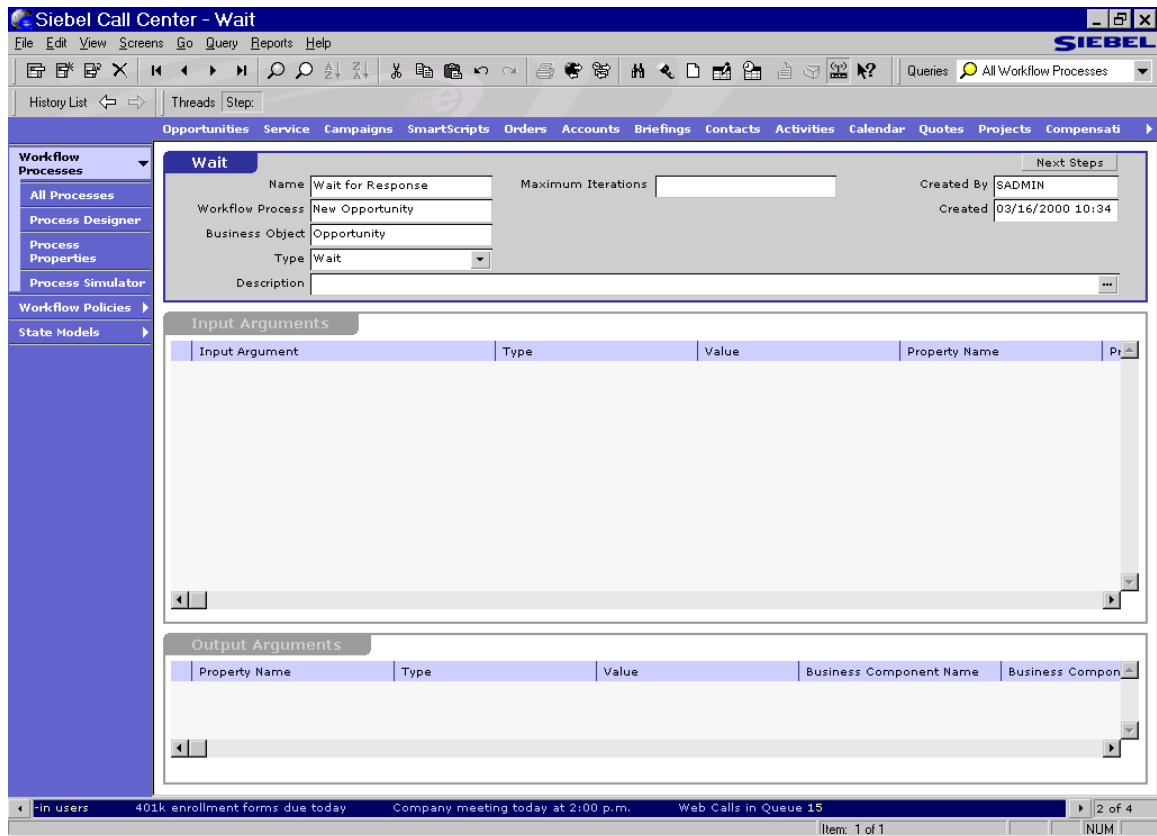 Siebel Call Center - Wait
File Edit View Screens Go Query Reports Help
SIEBEL
Queries All Workflow Processes
History List Threads Step:
Opportunities Service Campaigns SmartScripts Orders Accounts Briefings Contacts Activities Calendar Quotes Projects Compensati
Workflow Processes
All Processes
Process Designer
Process Properties
Process Simulator
Workflow Policies
State Models
Wait
Next Steps
Name Wait for Response Maximum Iterations Created By SADMIN
Workflow Process New Opportunity Created 03/16/2000 10:34
Business Object Opportunity
Type Wait
Description
Input Arguments
Input Argument Type Value Property Name Pr
Output Arguments
Property Name Type Value Business Component Name Business Compon
-in users 401k enrollment forms due today Company meeting today at 2:00 p.m. Web Calls in Queue 15 2 of 4
Item: 1 of 1 NUM